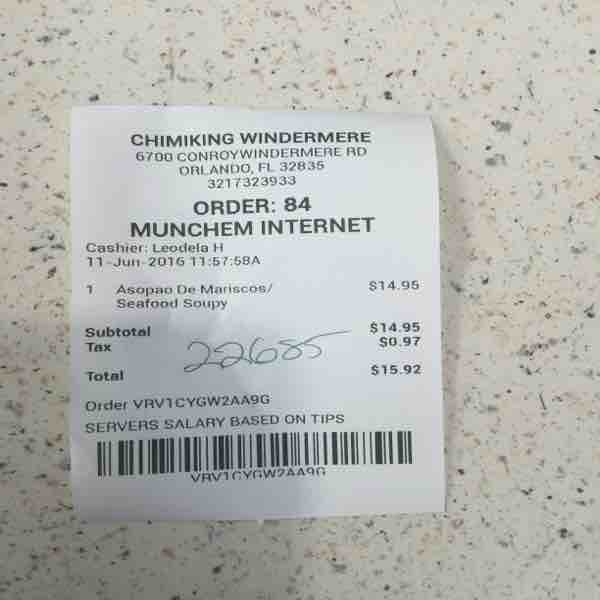 CHIMIKING WINDERMERE
6700 CONROYWINDERMERE RD
ORLANDO, FL 32835
3217323933
ORDER: 84
MUNCHEM INTERNET
Cashier: Leodela H
11-Jun-2016 11:57:58A
1 Asopao De Mariscos/ $14.95
Seafood Soupy
Subtotal $14.95
Tax $0.97
22685
Total $15.92
Order VRV1CYGW2AA9G
SERVERS SALARY BASED ON TIPS
VRV1CYGW2AA9G